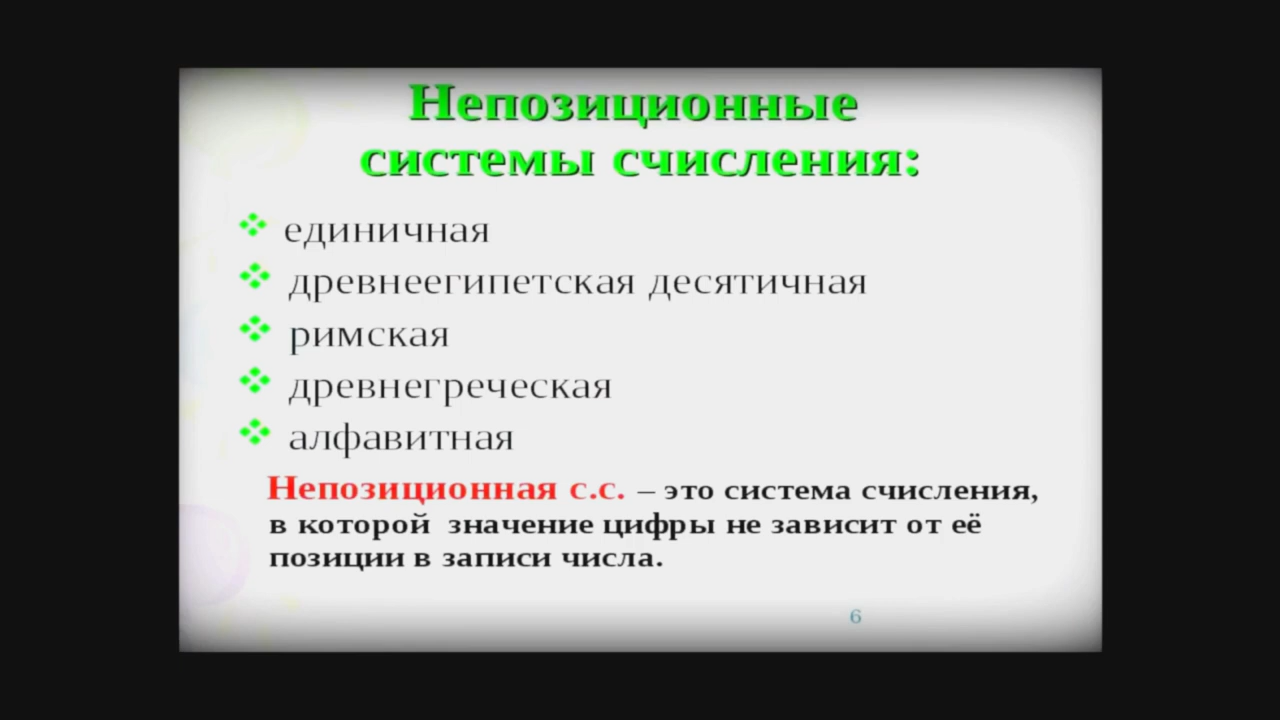 Непозиционные
системы счисления:
единичная
древнеегипетская десятичная
римская
древнегреческая
алфавитная
Непозиционная с.с. – это система счисления,
в которой значение цифры не зависит от её
позиции в записи числа.
6